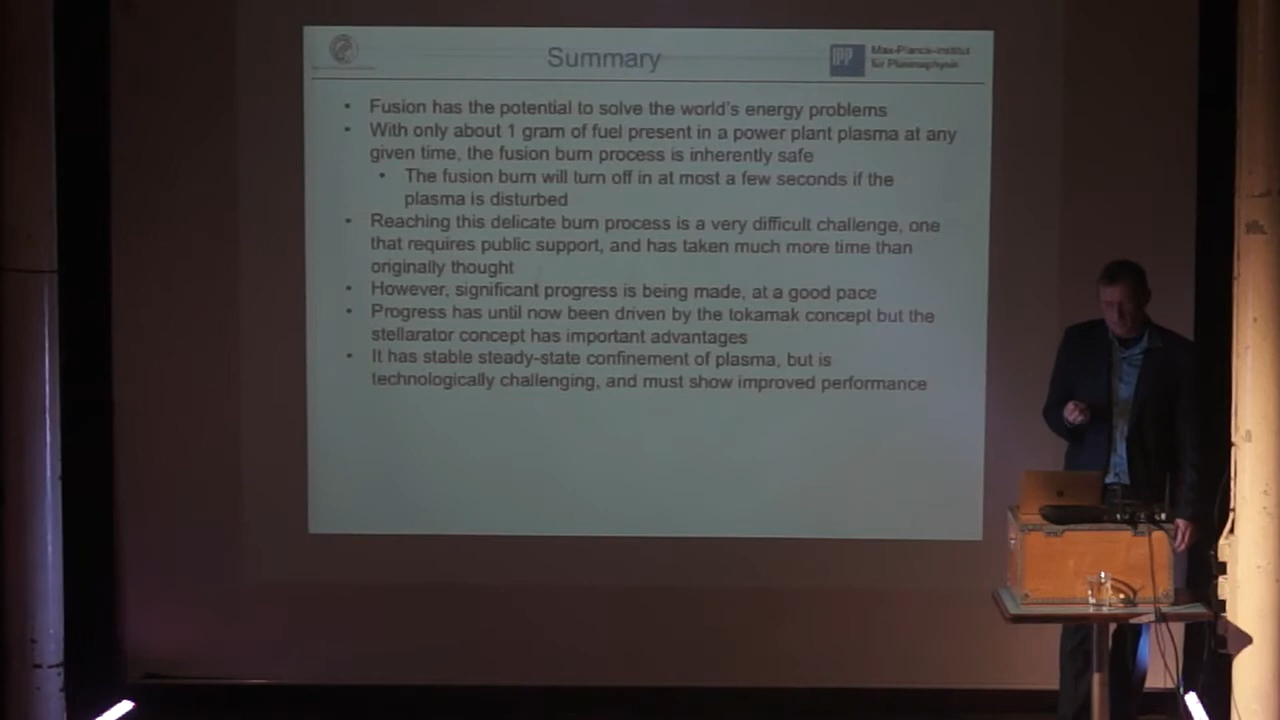 Summary
IPP
Max-Planck-Institut
für Plasmaphysik
• Fusion has the potential to solve the world's energy problems
• With only about 1 gram of fuel present in a power plant plasma at any
given time, the fusion burn process is inherently safe
• The fusion burn will turn off in at most a few seconds if the
plasma is disturbed
• Reaching this delicate burn process is a very difficult challenge, one
that requires public support, and has taken much more time than
originally thought
• However, significant progress is being made, at a good pace
• Progress has until now been driven by the tokamak concept but the
stellarator concept has important advantages
• It has stable steady-state confinement of plasma, but is
technologically challenging, and must show improved performance